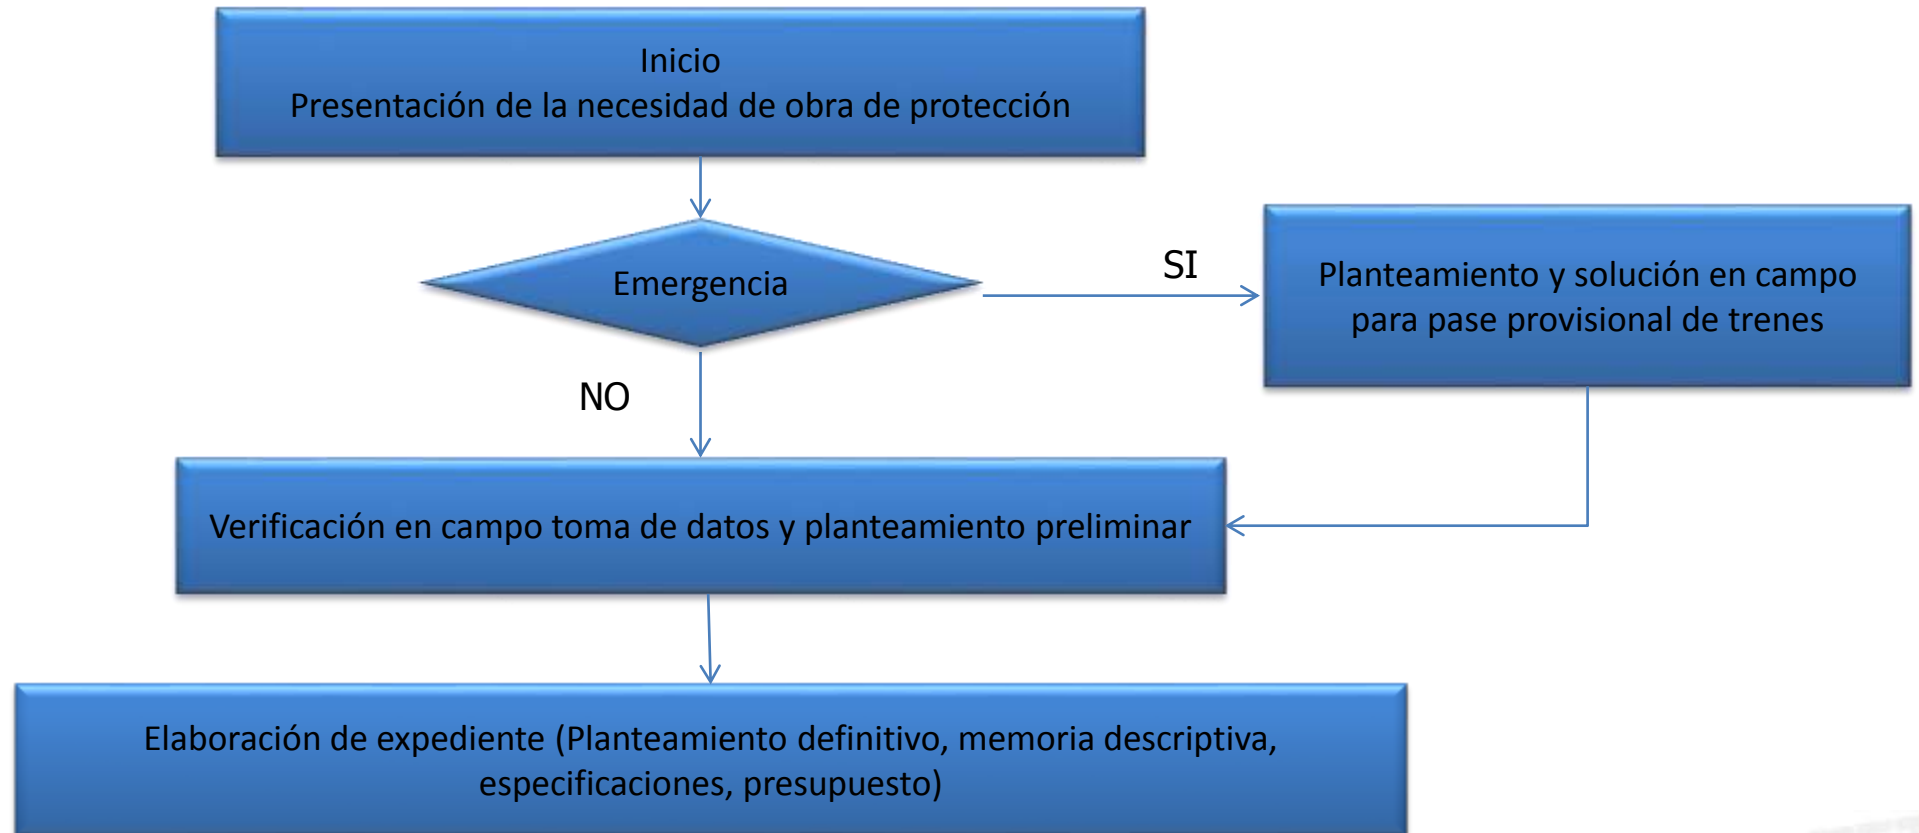 Inicio
Presentación de la necesidad de obra de protección
Emergencia
SI
Planteamiento y solución en campo
para pase provisional de trenes
NO
Verificación en campo toma de datos y planteamiento preliminar
Elaboración de expediente (Planteamiento definitivo, memoria descriptiva,
especificaciones, presupuesto)